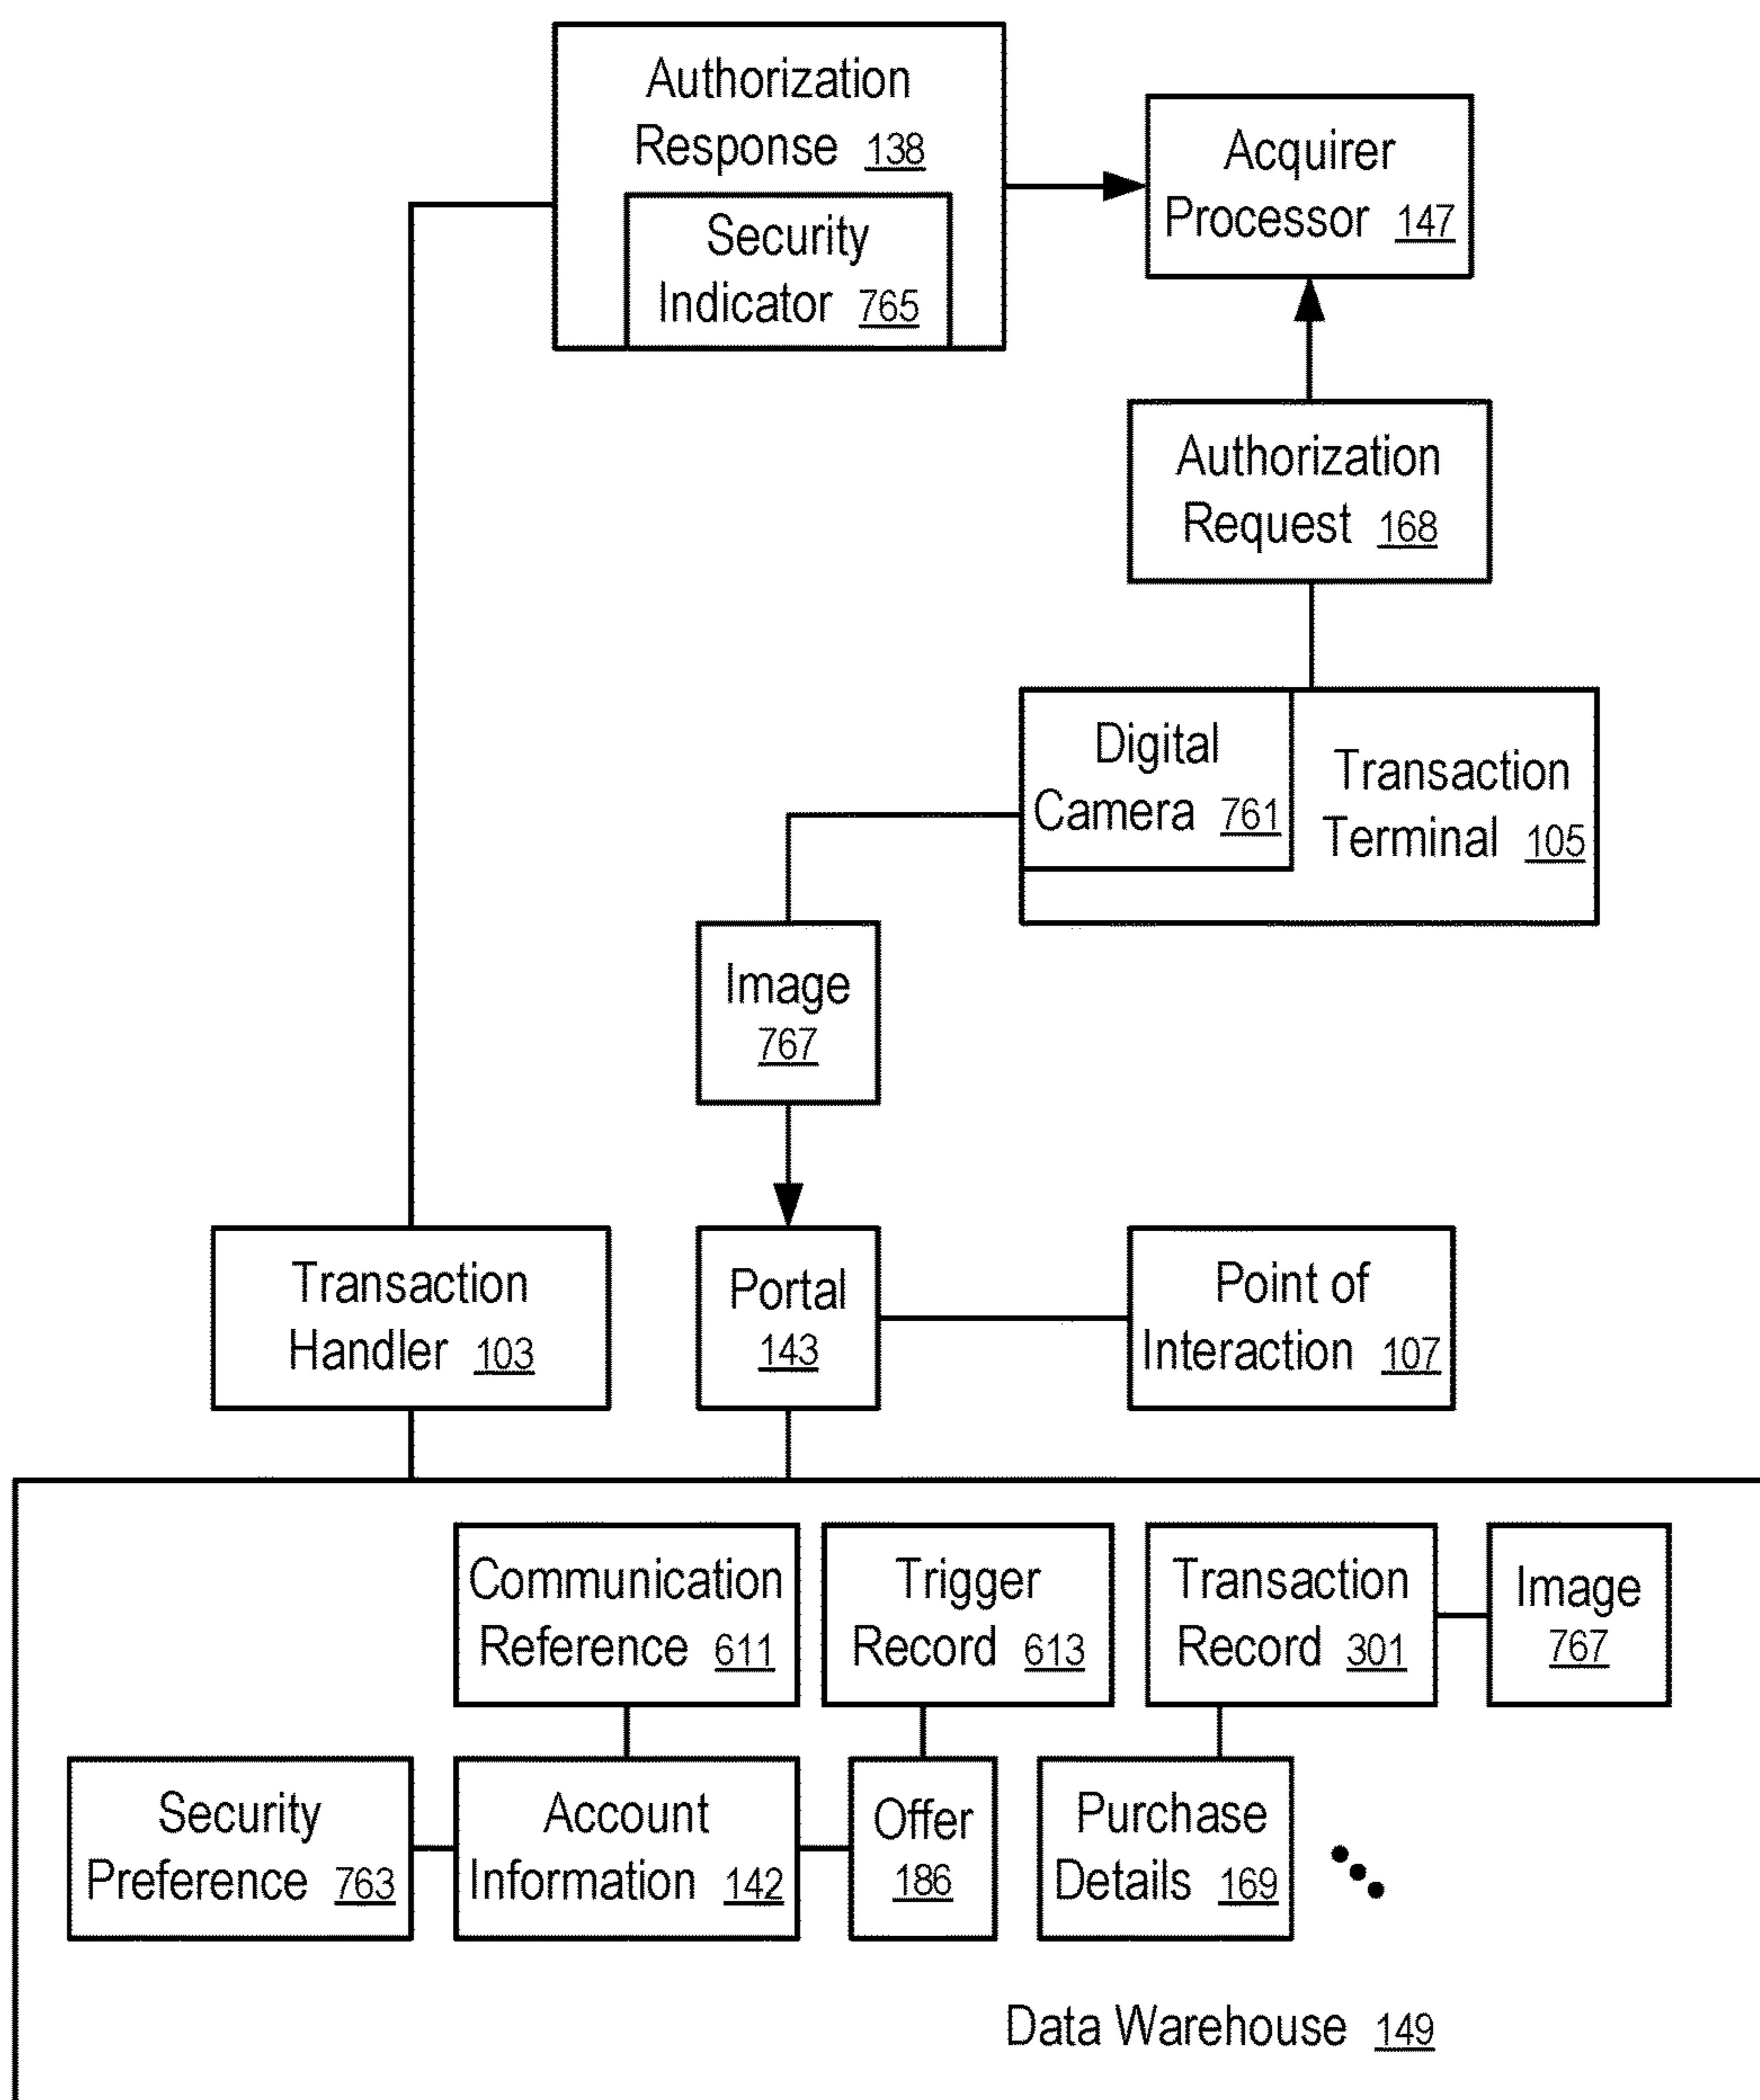 Authorization
Response 138
Security
Indicator 765
Acquirer
Processor 147
Authorization
Request 168
Digital
Camera 761
Transaction
Terminal 105
Image
767
Transaction
Handler 103
Portal
143
Point of
Interaction 107
Communication
Reference 611
Trigger
Record 613
Transaction
Record 301
Image
767
Security
Preference 763
Account
Information 142
Offer
186
Purchase
Details 169
Data Warehouse 149